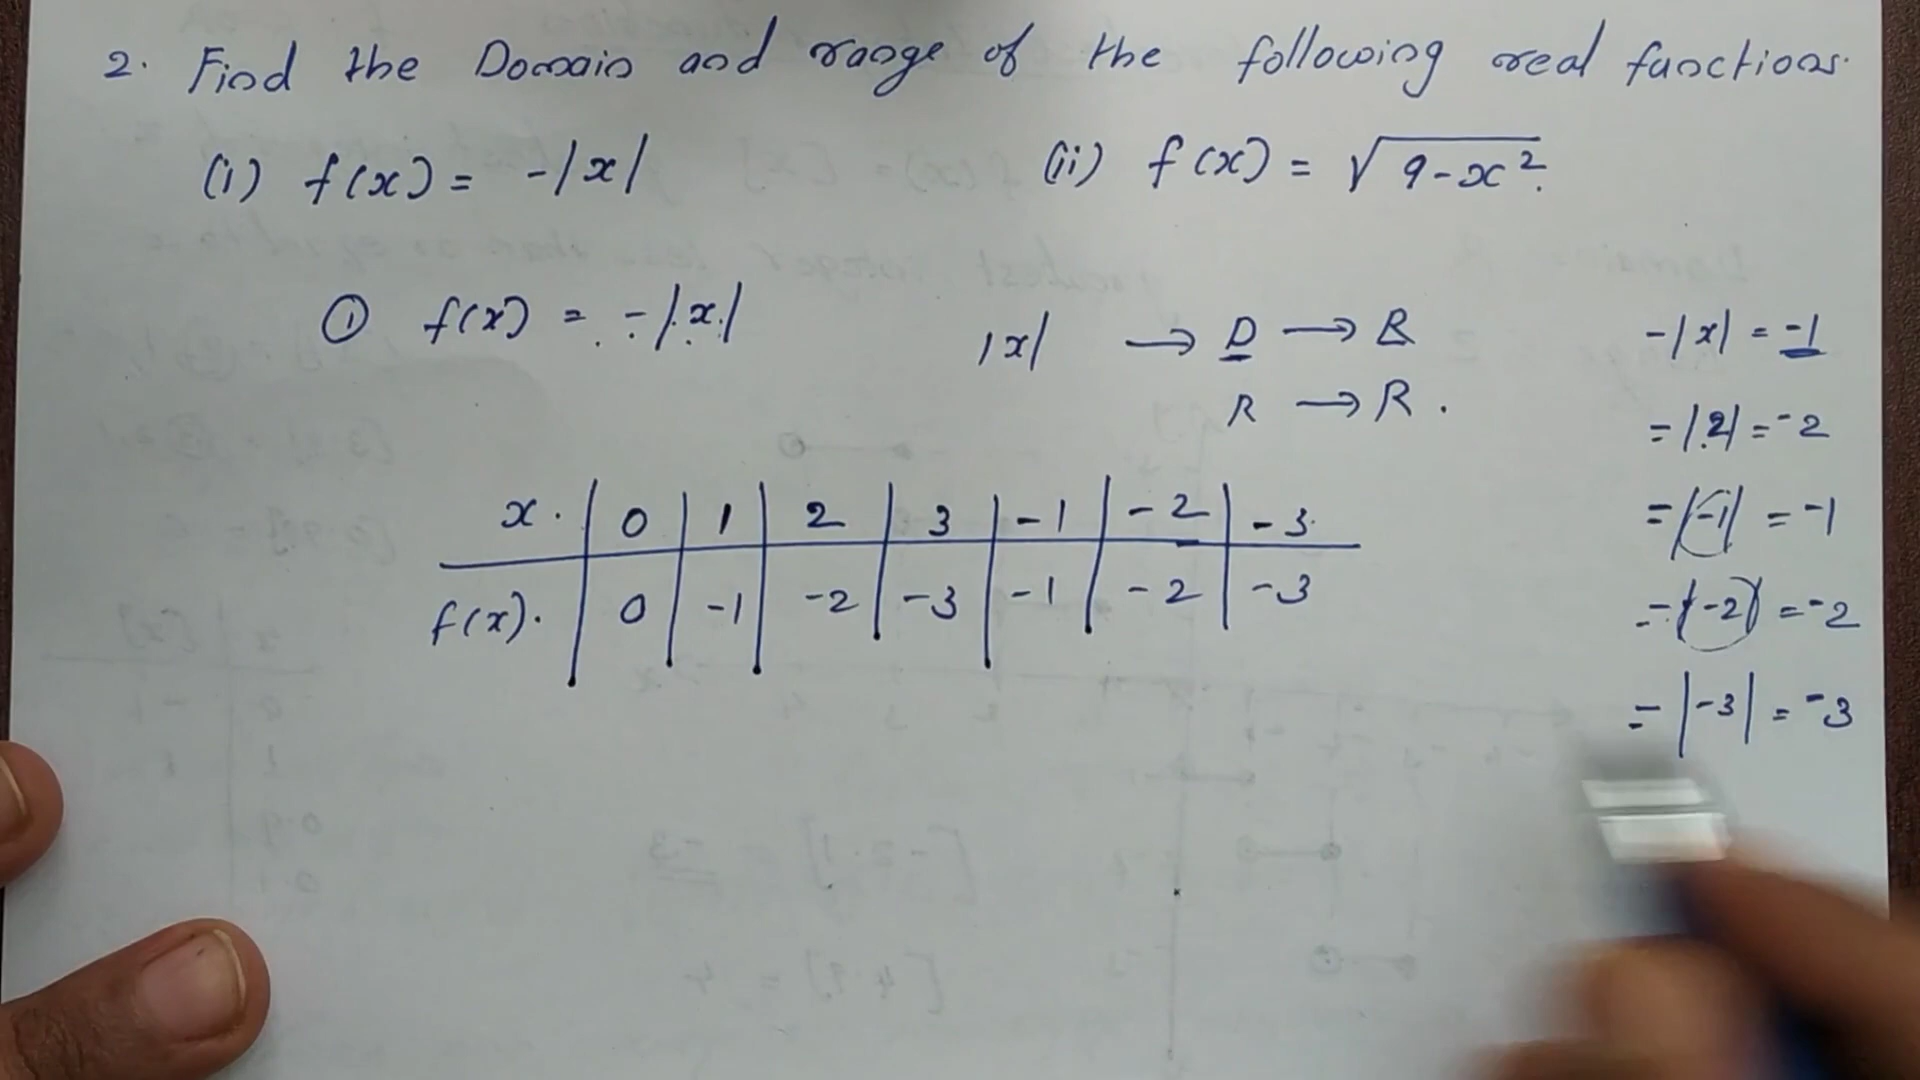 2. Find the Domain and range of the following real functions.
(i) f(x) = -|x| (ii) f(x) = √9-x²
① f(x) = -|x| |x| → D → R
R → R.
x. | 0 | 1 | 2 | 3 | -1 | -2 | -3
f(x). | 0 | -1 | -2 | -3 | -1 | -2 | -3
-|x| = -1
-|2| = -2
-|-1| = -1
-|-2| = -2
-|-3| = -3